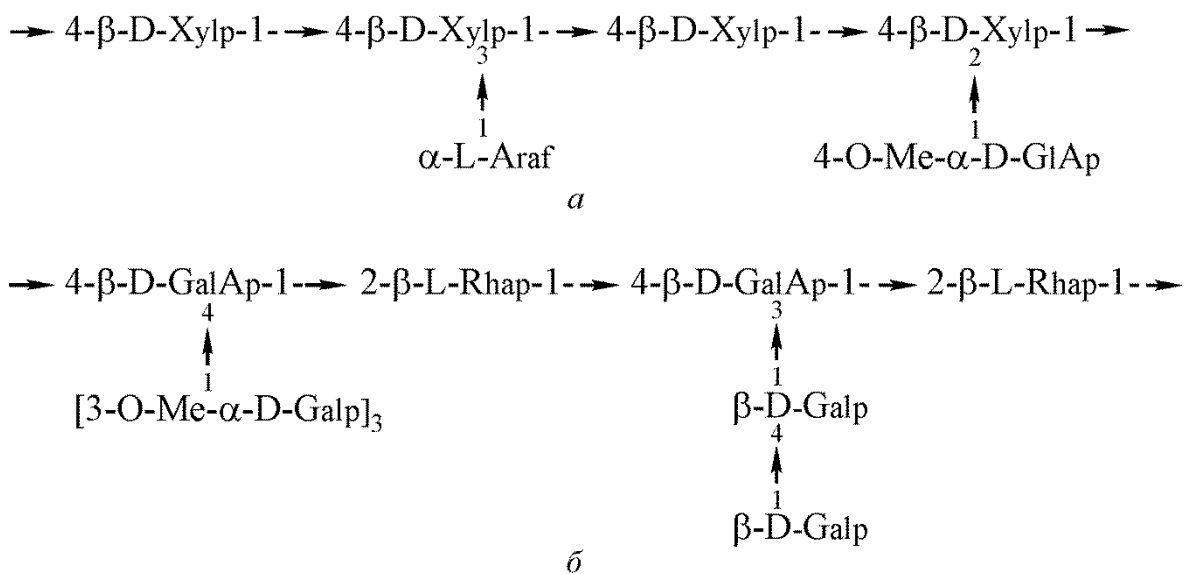 → 4-β-D-Xylp-1- → 4-β-D-Xylp-1- → 4-β-D-Xylp-1- → 4-β-D-Xylp-1 →
3 2
1 1
α-L-Araf 4-O-Me-α-D-GlAp
а
→ 4-β-D-GalAp-1- → 2-β-L-Rhap-1- → 4-β-D-GalAp-1- → 2-β-L-Rhap-1- →
4 3
1 1
[3-O-Me-α-D-Galp]3 β-D-Galp
4
1
β-D-Galp
б